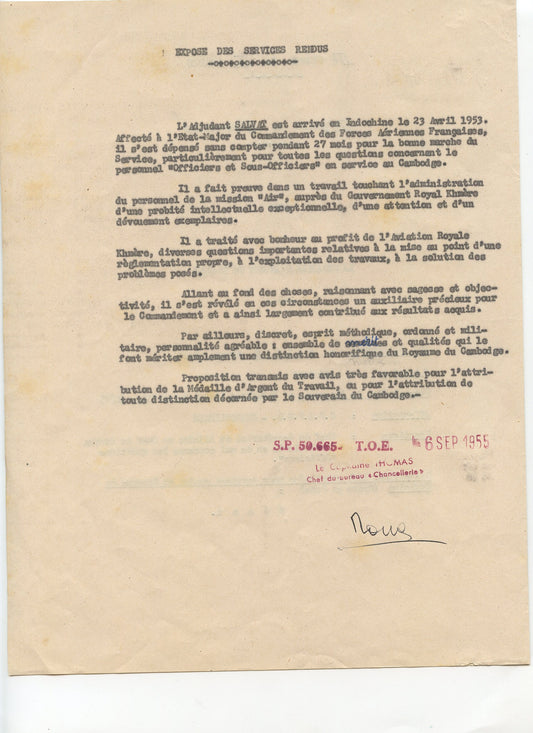 EXPOSE DES SERVICES RENDUS
L'Adjudant SALVAT est arrivé en Indochine le 23 Avril 1953.
Affecté à l'Etat-Major du Commandement des Forces Aériennes Françaises,
il s'est dépensé sans compter pendant 27 mois pour la bonne marche du
Service, particulièrement pour toutes les questions concernant le
personnel "Officiers et Sous-Officiers" en service au Cambodge.
Il a fait preuve dans un travail touchant l'administration
du personnel de la mission "Air", auprès du Gouvernement Royal Khmère
d'une probité intellectuelle exceptionnelle, d'une attention et d'un
dévouement exemplaires.
Il a traité avec bonheur au profit de l'Aviation Royale
Khmère, diverses questions importantes relatives à la mise au point d'une
règlementation propre, à l'exploitation des travaux, à la solution des
problèmes posés.
Allant au fond des choses, raisonnant avec sagesse et objec-
tivité, il s'est révélé en ces circonstances un auxiliaire précieux pour
le Commandement et a ainsi largement contribué aux résultats acquis.
Par ailleurs, discret, esprit méthodique, ordonné et mili-
taire, personnalité agréable : ensemble de et qualités qui le
font mériter amplement une distinction honorifique du Royaume du Cambodge.
Proposition transmis avec avis très favorable pour l'attri-
bution de la Médaille d'Argent du Travail, ou pour l'attribution de
toute distinction décernée par le Souverain du Cambodge.-
S.P. 50.665- T.O.E. le 6 SEP 1955
Le Capitaine THOMAS
Chef du bureau « Chancellerie »